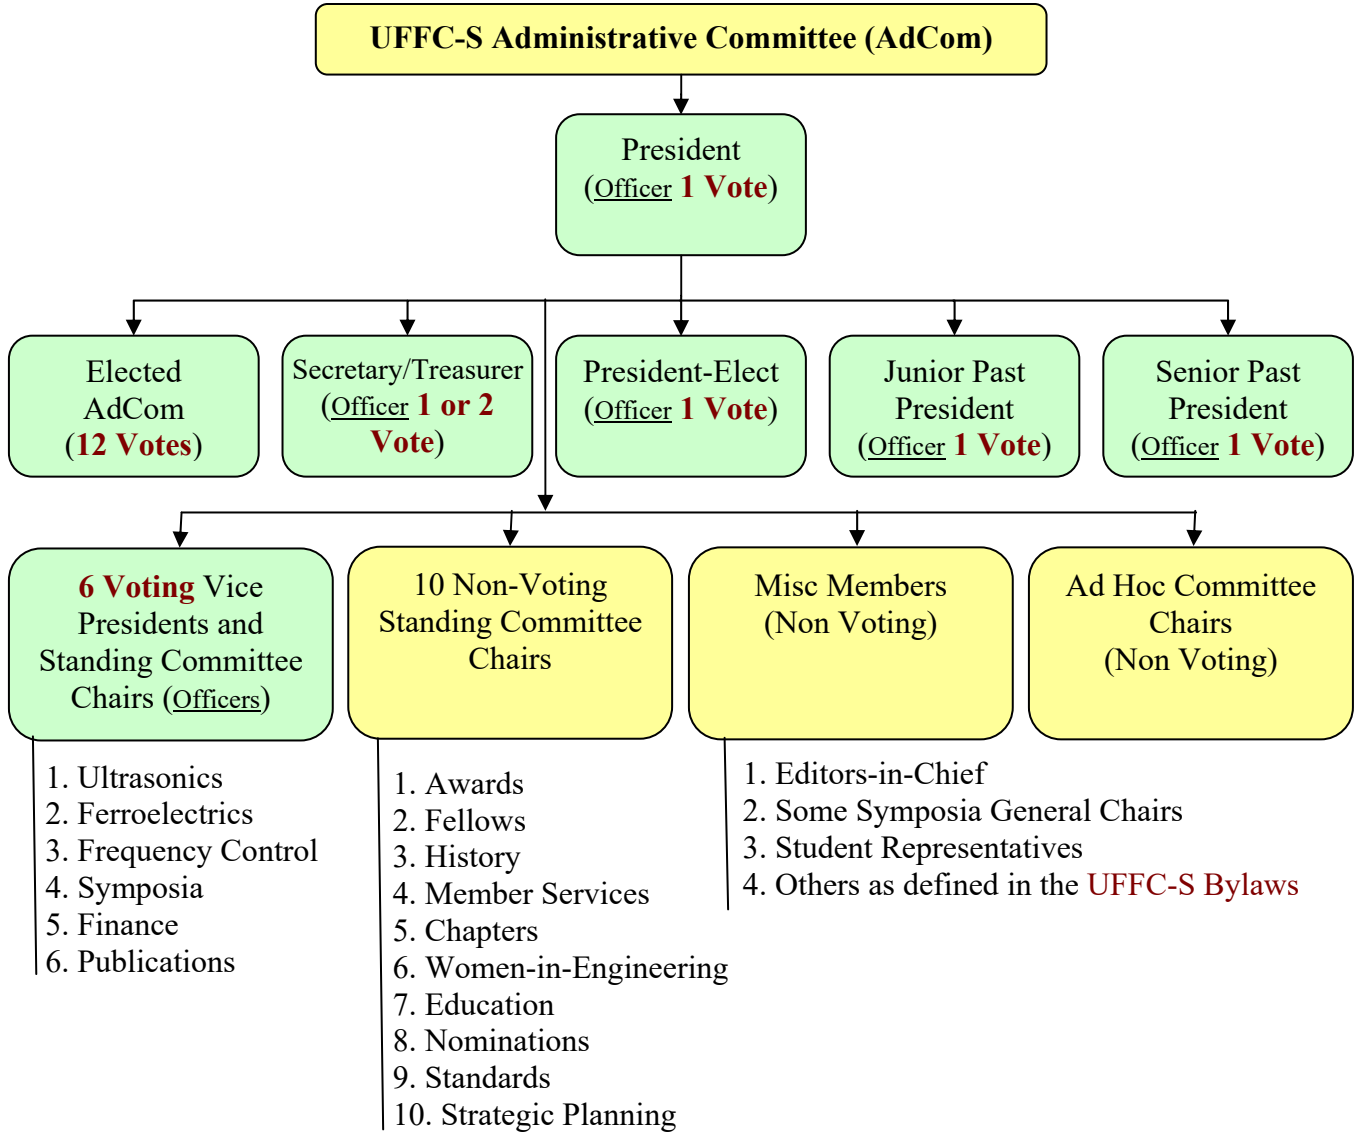 UFFC-S Administrative Committee (AdCom)
President
(Officer 1 Vote)
Elected
AdCom
(12 Votes)
Secretary/Treasurer
(Officer 1 or 2
Vote)
President-Elect
(Officer 1 Vote)
Junior Past
President
(Officer 1 Vote)
Senior Past
President
(Officer 1 Vote)
6 Voting Vice
Presidents and
Standing Committee
Chairs (Officers)
10 Non-Voting
Standing Committee
Chairs
Misc Members
(Non Voting)
Ad Hoc Committee
Chairs
(Non Voting)
1. Ultrasonics
2. Ferroelectrics
3. Frequency Control
4. Symposia
5. Finance
6. Publications
1. Awards
2. Fellows
3. History
4. Member Services
5. Chapters
6. Women-in-Engineering
7. Education
8. Nominations
9. Standards
10. Strategic Planning
1. Editors-in-Chief
2. Some Symposia General Chairs
3. Student Representatives
4. Others as defined in the UFFC-S Bylaws